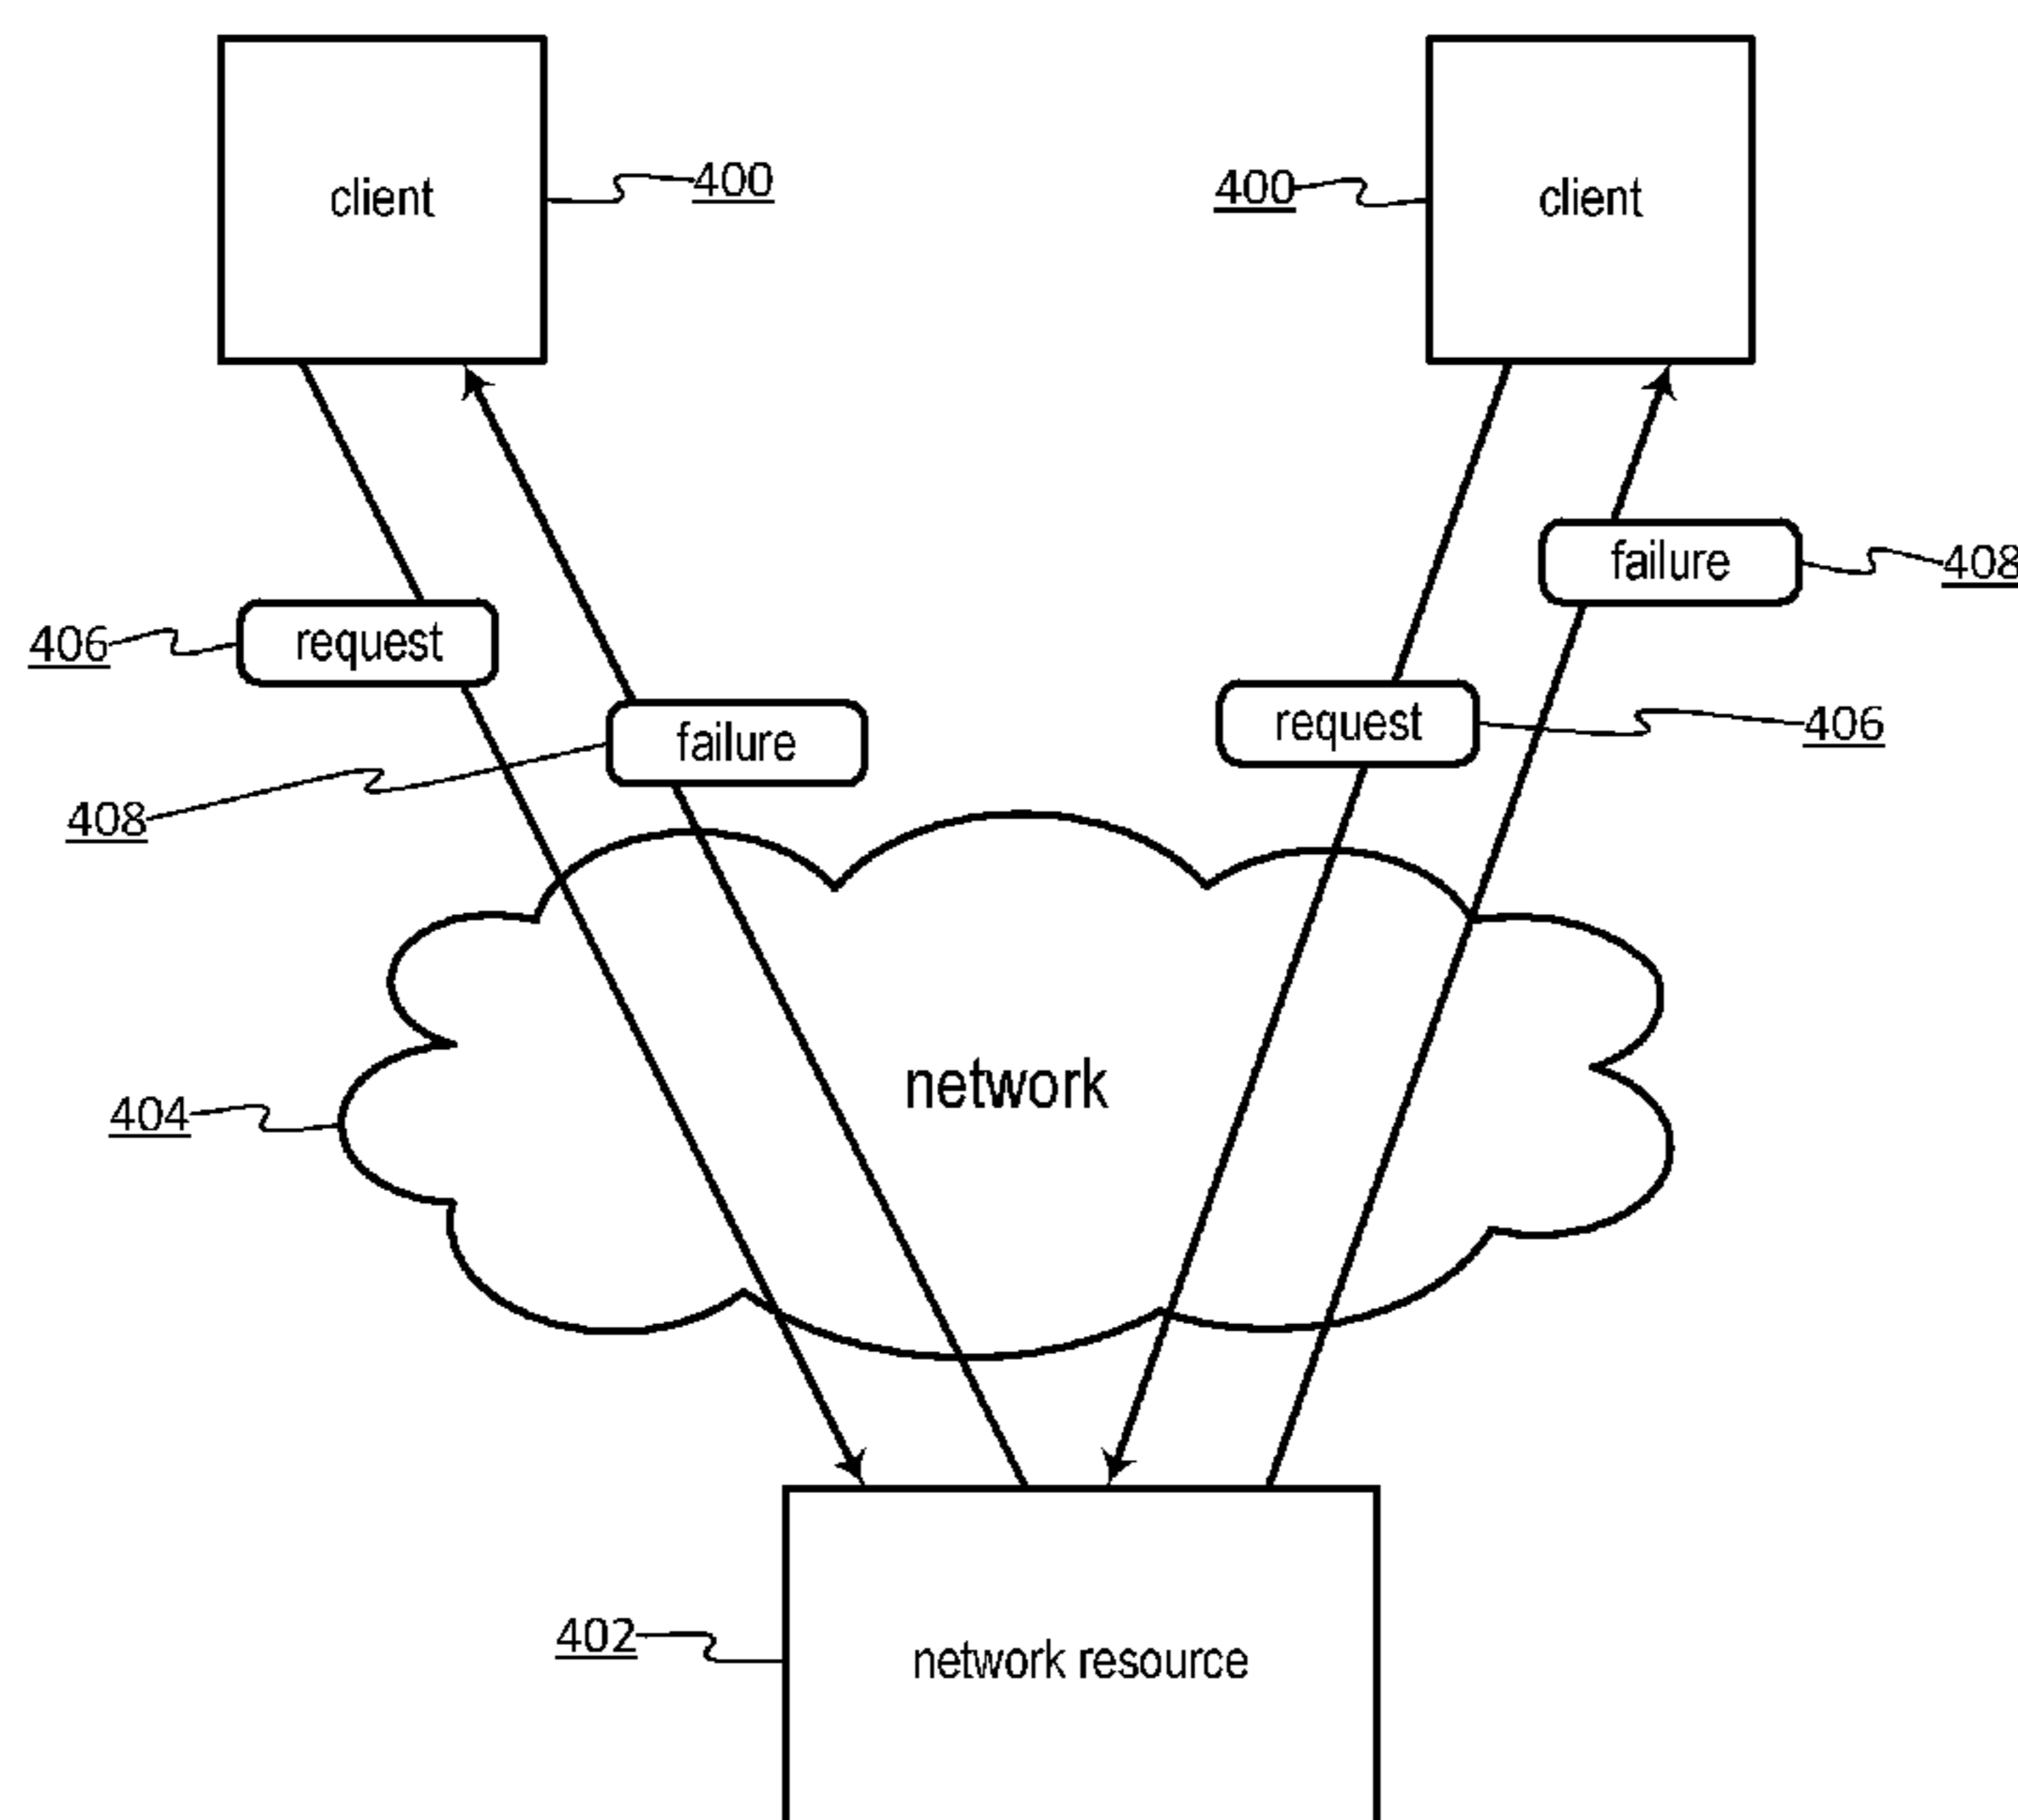 client
400
400
client
failure
408
406
request
failure
request
406
408
network
404
402
network resource